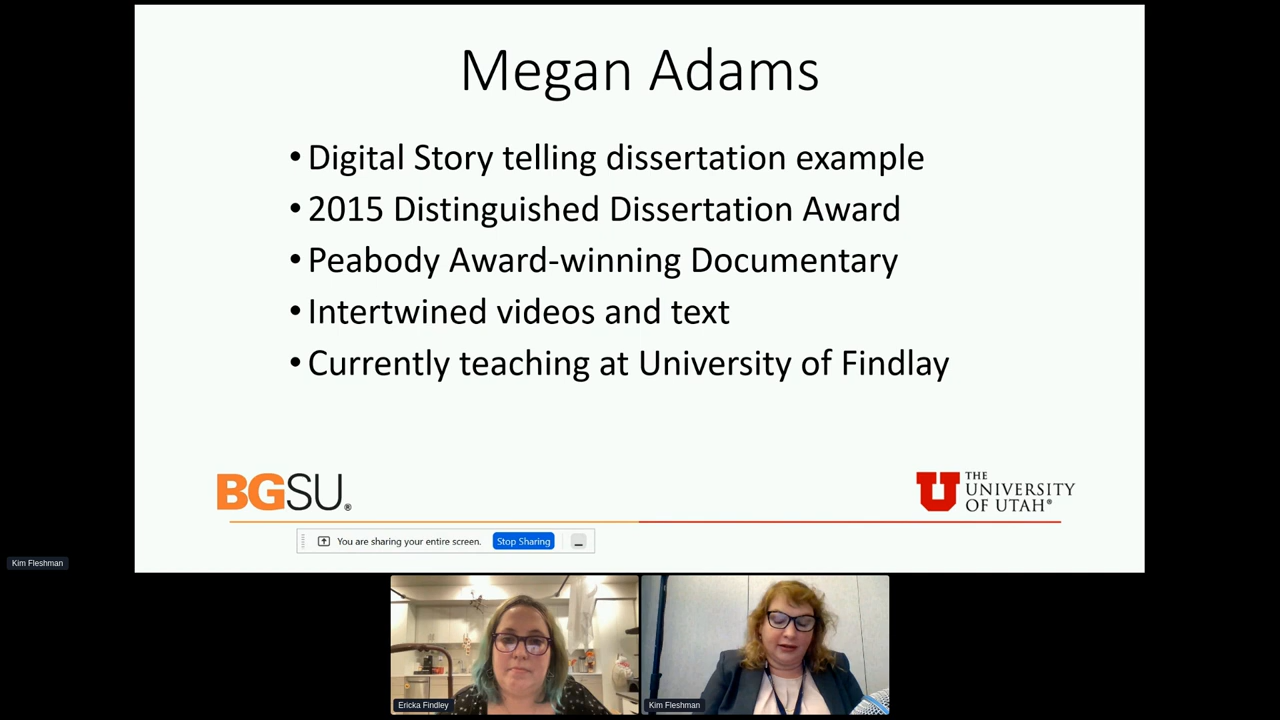 Megan Adams
• Digital Story telling dissertation example
• 2015 Distinguished Dissertation Award
• Peabody Award-winning Documentary
• Intertwined videos and text
• Currently teaching at University of Findlay
BGSU®
THE
UNIVERSITY
OF UTAH®
You are sharing your entire screen. Stop Sharing
Kim Fleshman
Ericka Findley
Kim Fleshman